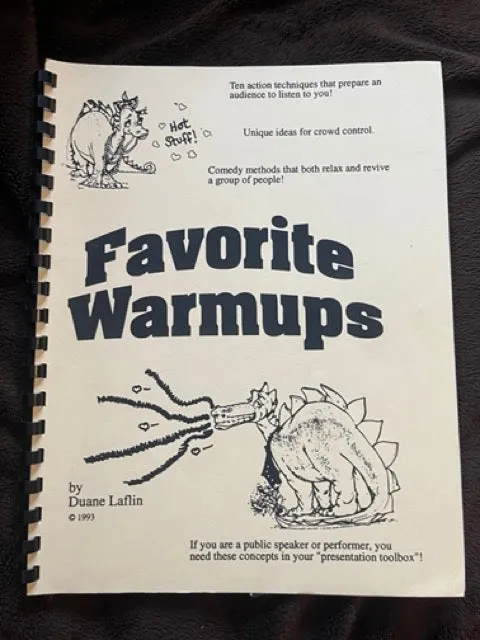 Ten action techniques that prepare an
audience to listen to you!
Hot
Stuff!
Unique ideas for crowd control.
Comedy methods that both relax and revive
a group of people!
Favorite
Warmups
by
Duane Laflin
© 1993
If you are a public speaker or performer, you
need these concepts in your "presentation toolbox"!